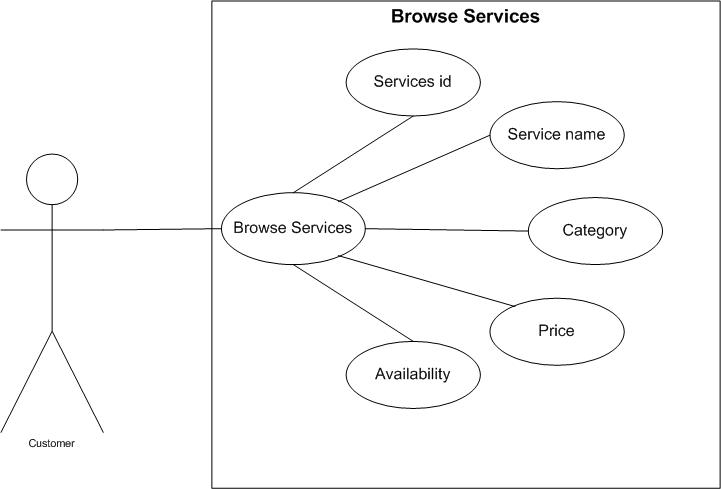 Browse Services
Services id
Service name
Browse Services
Category
Price
Availability
Customer